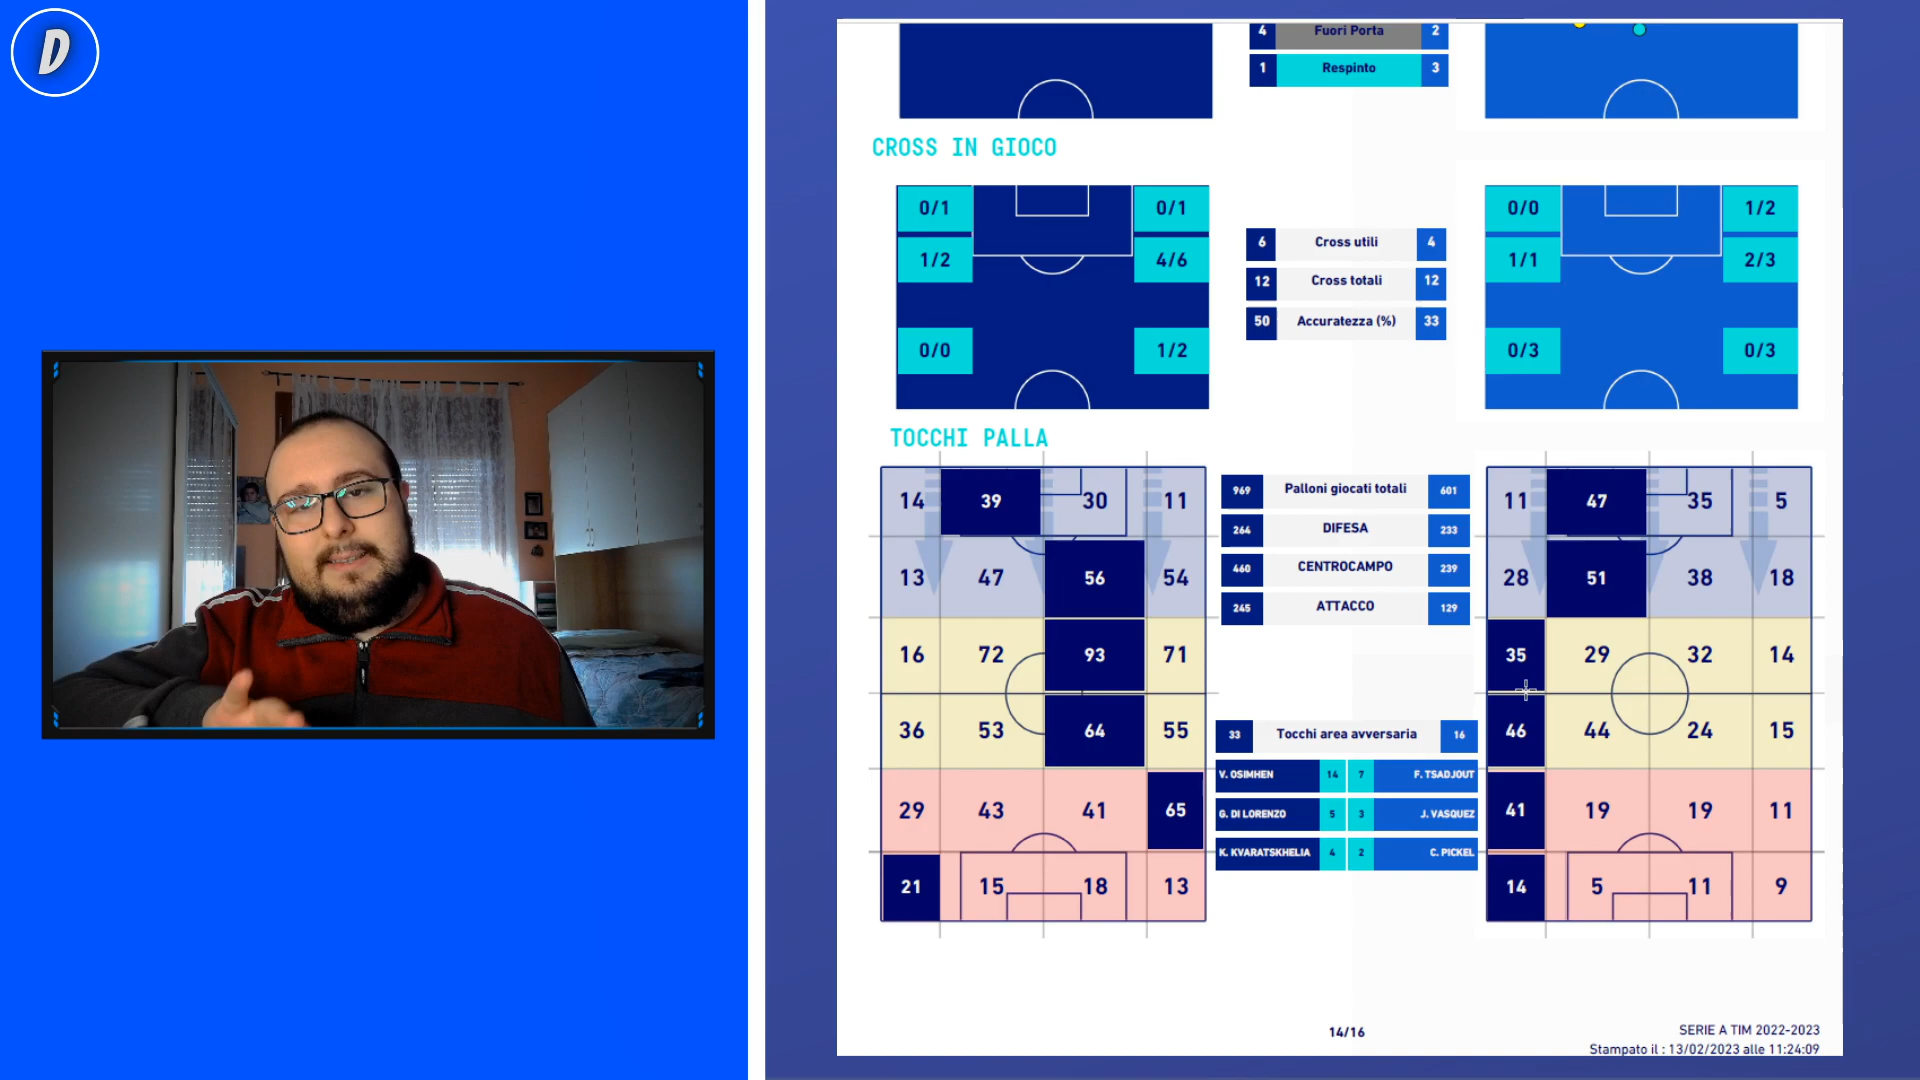 D
4 Fuori Porta 2
1 Respinto 3
CROSS IN GIOCO
0/1 0/1
1/2 4/6
0/0 1/2
6 Cross utili 4
12 Cross totali 12
50 Accuratezza (%) 33
0/0 1/2
1/1 2/3
0/3 0/3
TOCCHI PALLA
14 39 30 11
13 47 56 54
16 72 93 71
36 53 64 55
29 43 41 65
21 15 18 13
969 Palloni giocati totali 601
264 DIFESA 233
460 CENTROCAMPO 239
245 ATTACCO 129
33 Tocchi area avversaria 16
V. OSIMHEN 14 7 F. TSADJOUT
G. DI LORENZO 5 3 J. VASQUEZ
K. KVARATSKHELIA 4 2 C. PICKEL
11 47 35 5
28 51 38 18
35 29 32 14
46 44 24 15
41 19 19 11
14 5 11 9
14/16
SERIE A TIM 2022-2023
Stampato il : 13/02/2023 alle 11:24:09